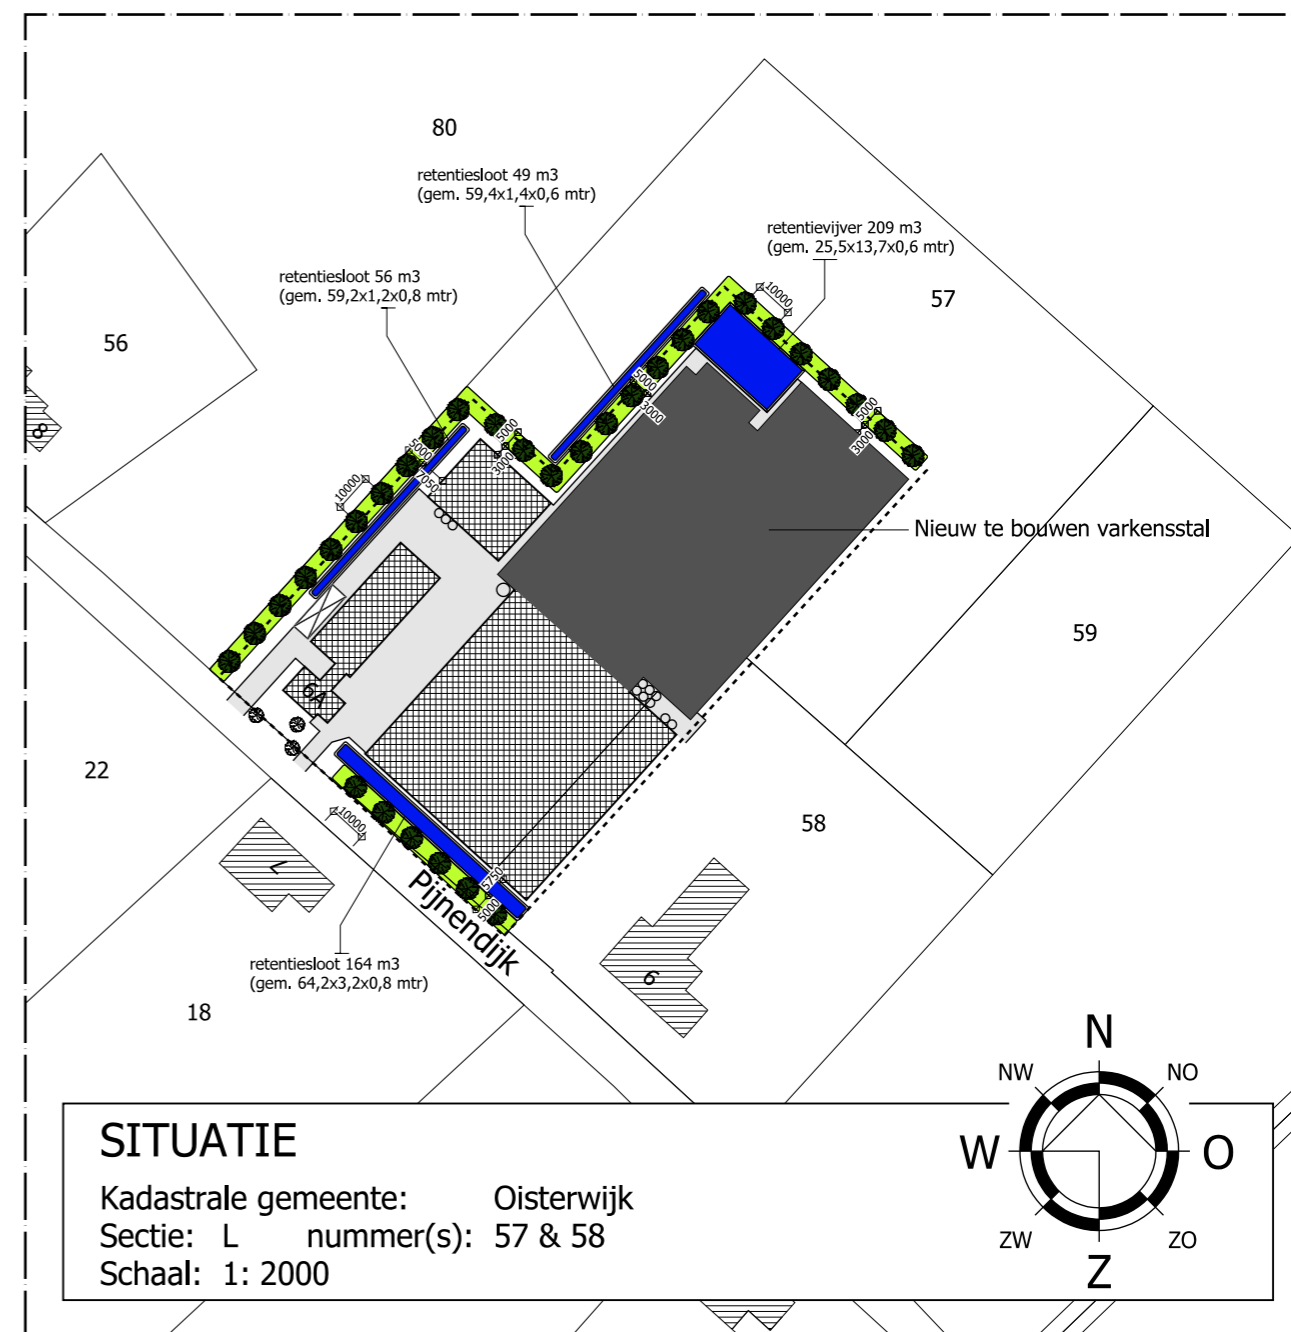 80
retentiesloot 49 m3
(gem. 59,4x1,4x0,6 mtr)
retentievijver 209 m3
(gem. 25,5x13,7x0,6 mtr)
retentiesloot 56 m3
(gem. 59,2x1,2x0,8 mtr)
57
56
10000
5000
3000
5000
3000
5000
3000
5000
7050
10000
8
Nieuw te bouwen varkensstal
59
6A
22
58
10000
5750
5000
Pijnendijk
retentiesloot 164 m3
(gem. 64,2x3,2x0,8 mtr)
6
18
N
NW
NO
W
O
ZW
ZO
Z
SITUATIE
Kadastrale gemeente: Oisterwijk
Sectie: L nummer(s): 57 & 58
Schaal: 1: 2000